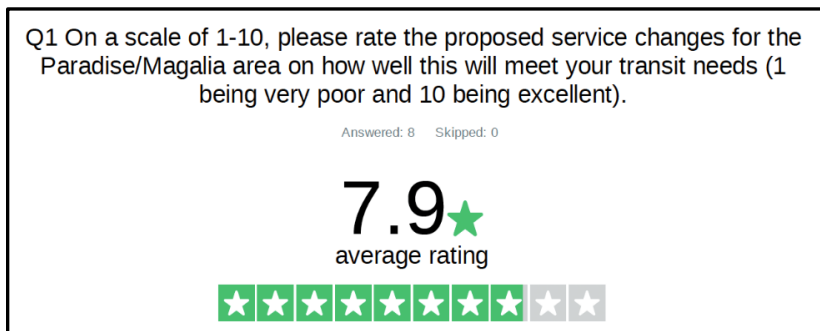 Q1 On a scale of 1-10, please rate the proposed service changes for the
Paradise/Magalia area on how well this will meet your transit needs (1
being very poor and 10 being excellent).
Answered: 8 Skipped: 0
7.9
average rating